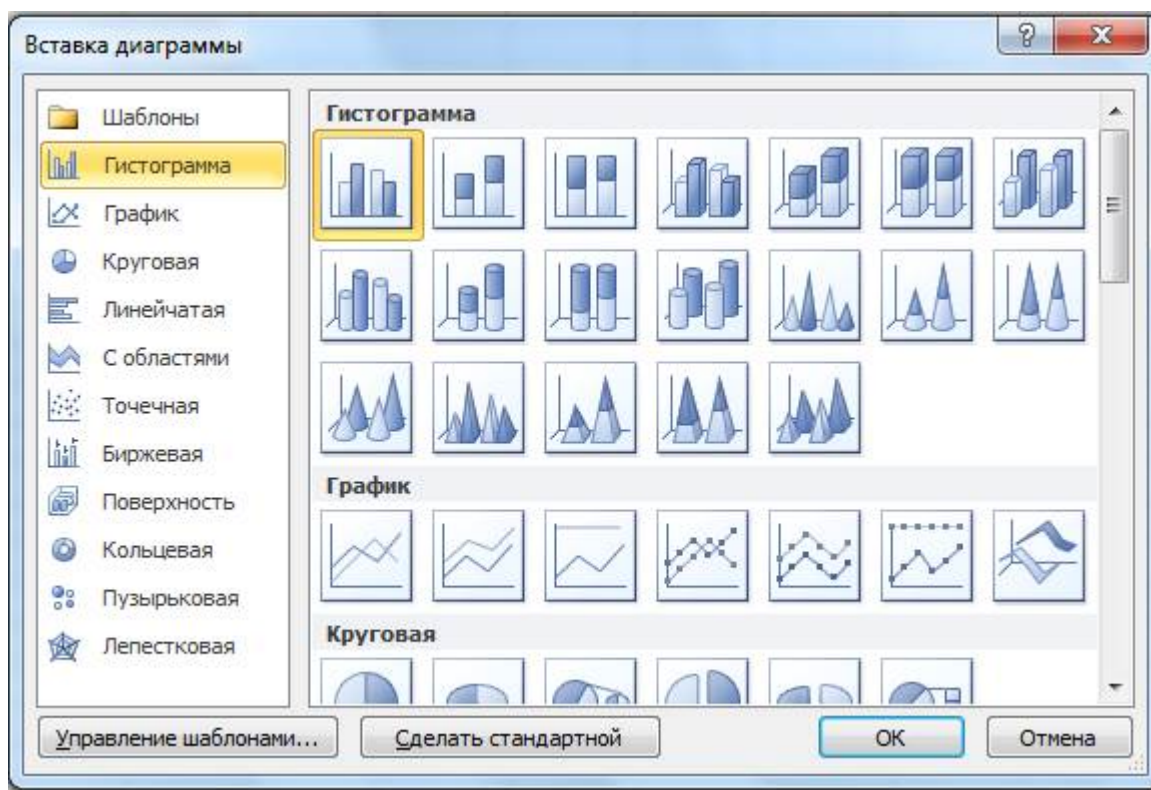 Вставка диаграммы
Шаблоны
Гистограмма
График
Круговая
Линейчатая
С областями
Точечная
Биржевая
Поверхность
Кольцевая
Пузырьковая
Лепестковая
Гистограмма
График
Круговая
Управление шаблонами...
Сделать стандартной
ОК
Отмена